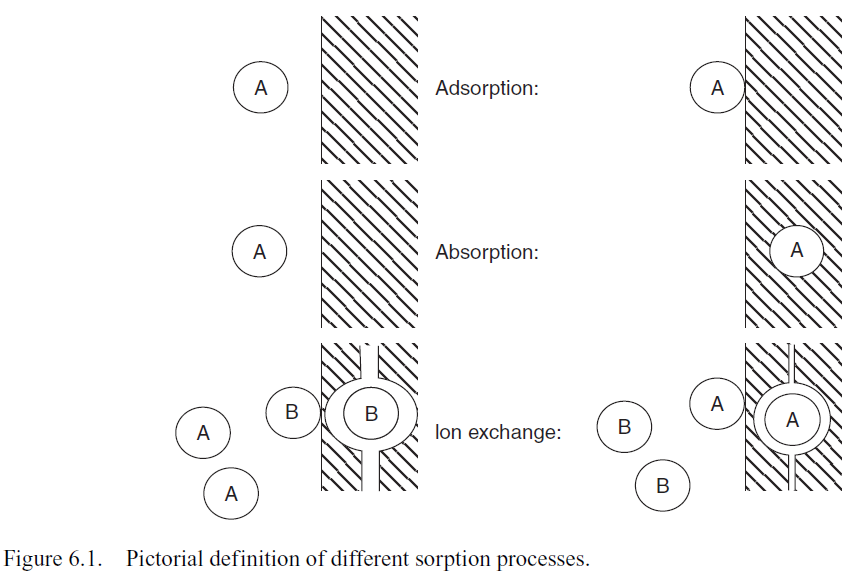 A
Adsorption:
A
A
Absorption:
A
A
B
B
A
Ion exchange:
B
A
A
B
Figure 6.1. Pictorial definition of different sorption processes.